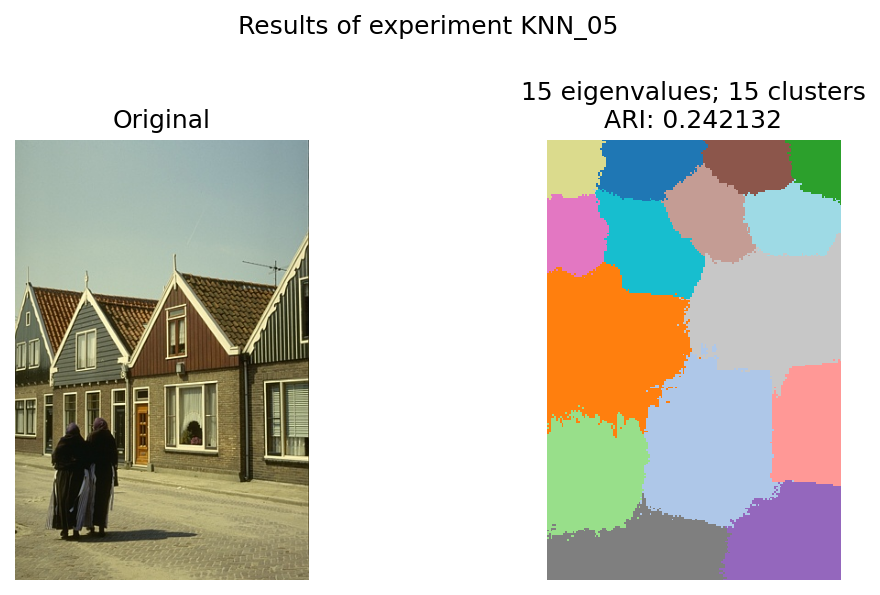 Results of experiment KNN_05
Original
15 eigenvalues; 15 clusters
ARI: 0.242132